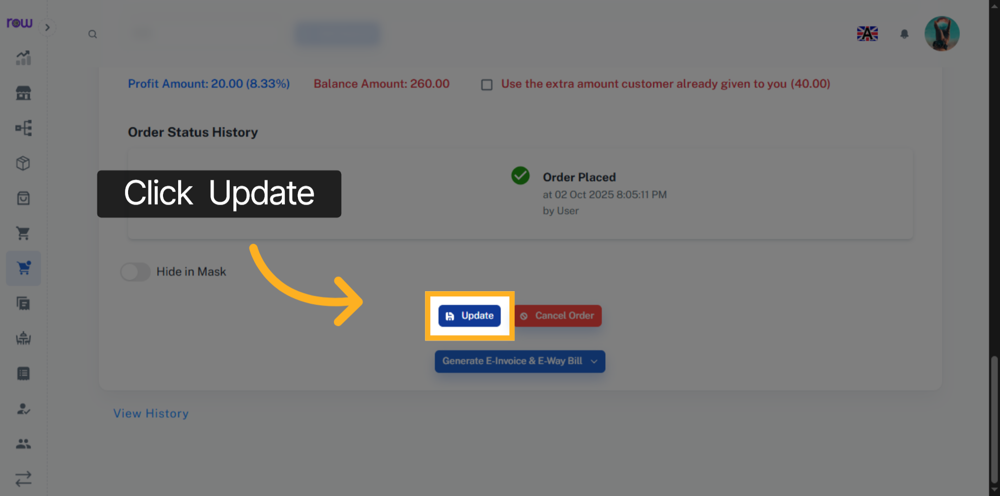 row
A
Profit Amount: 20.00 (8.33%) Balance Amount: 260.00 Use the extra amount customer already given to you (40.00)
Order Status History
Order Placed
at 02 Oct 2025 8:05:11 PM
by User
Click Update
Hide in Mask
Update Cancel Order
Generate E-Invoice & E-Way Bill
View History